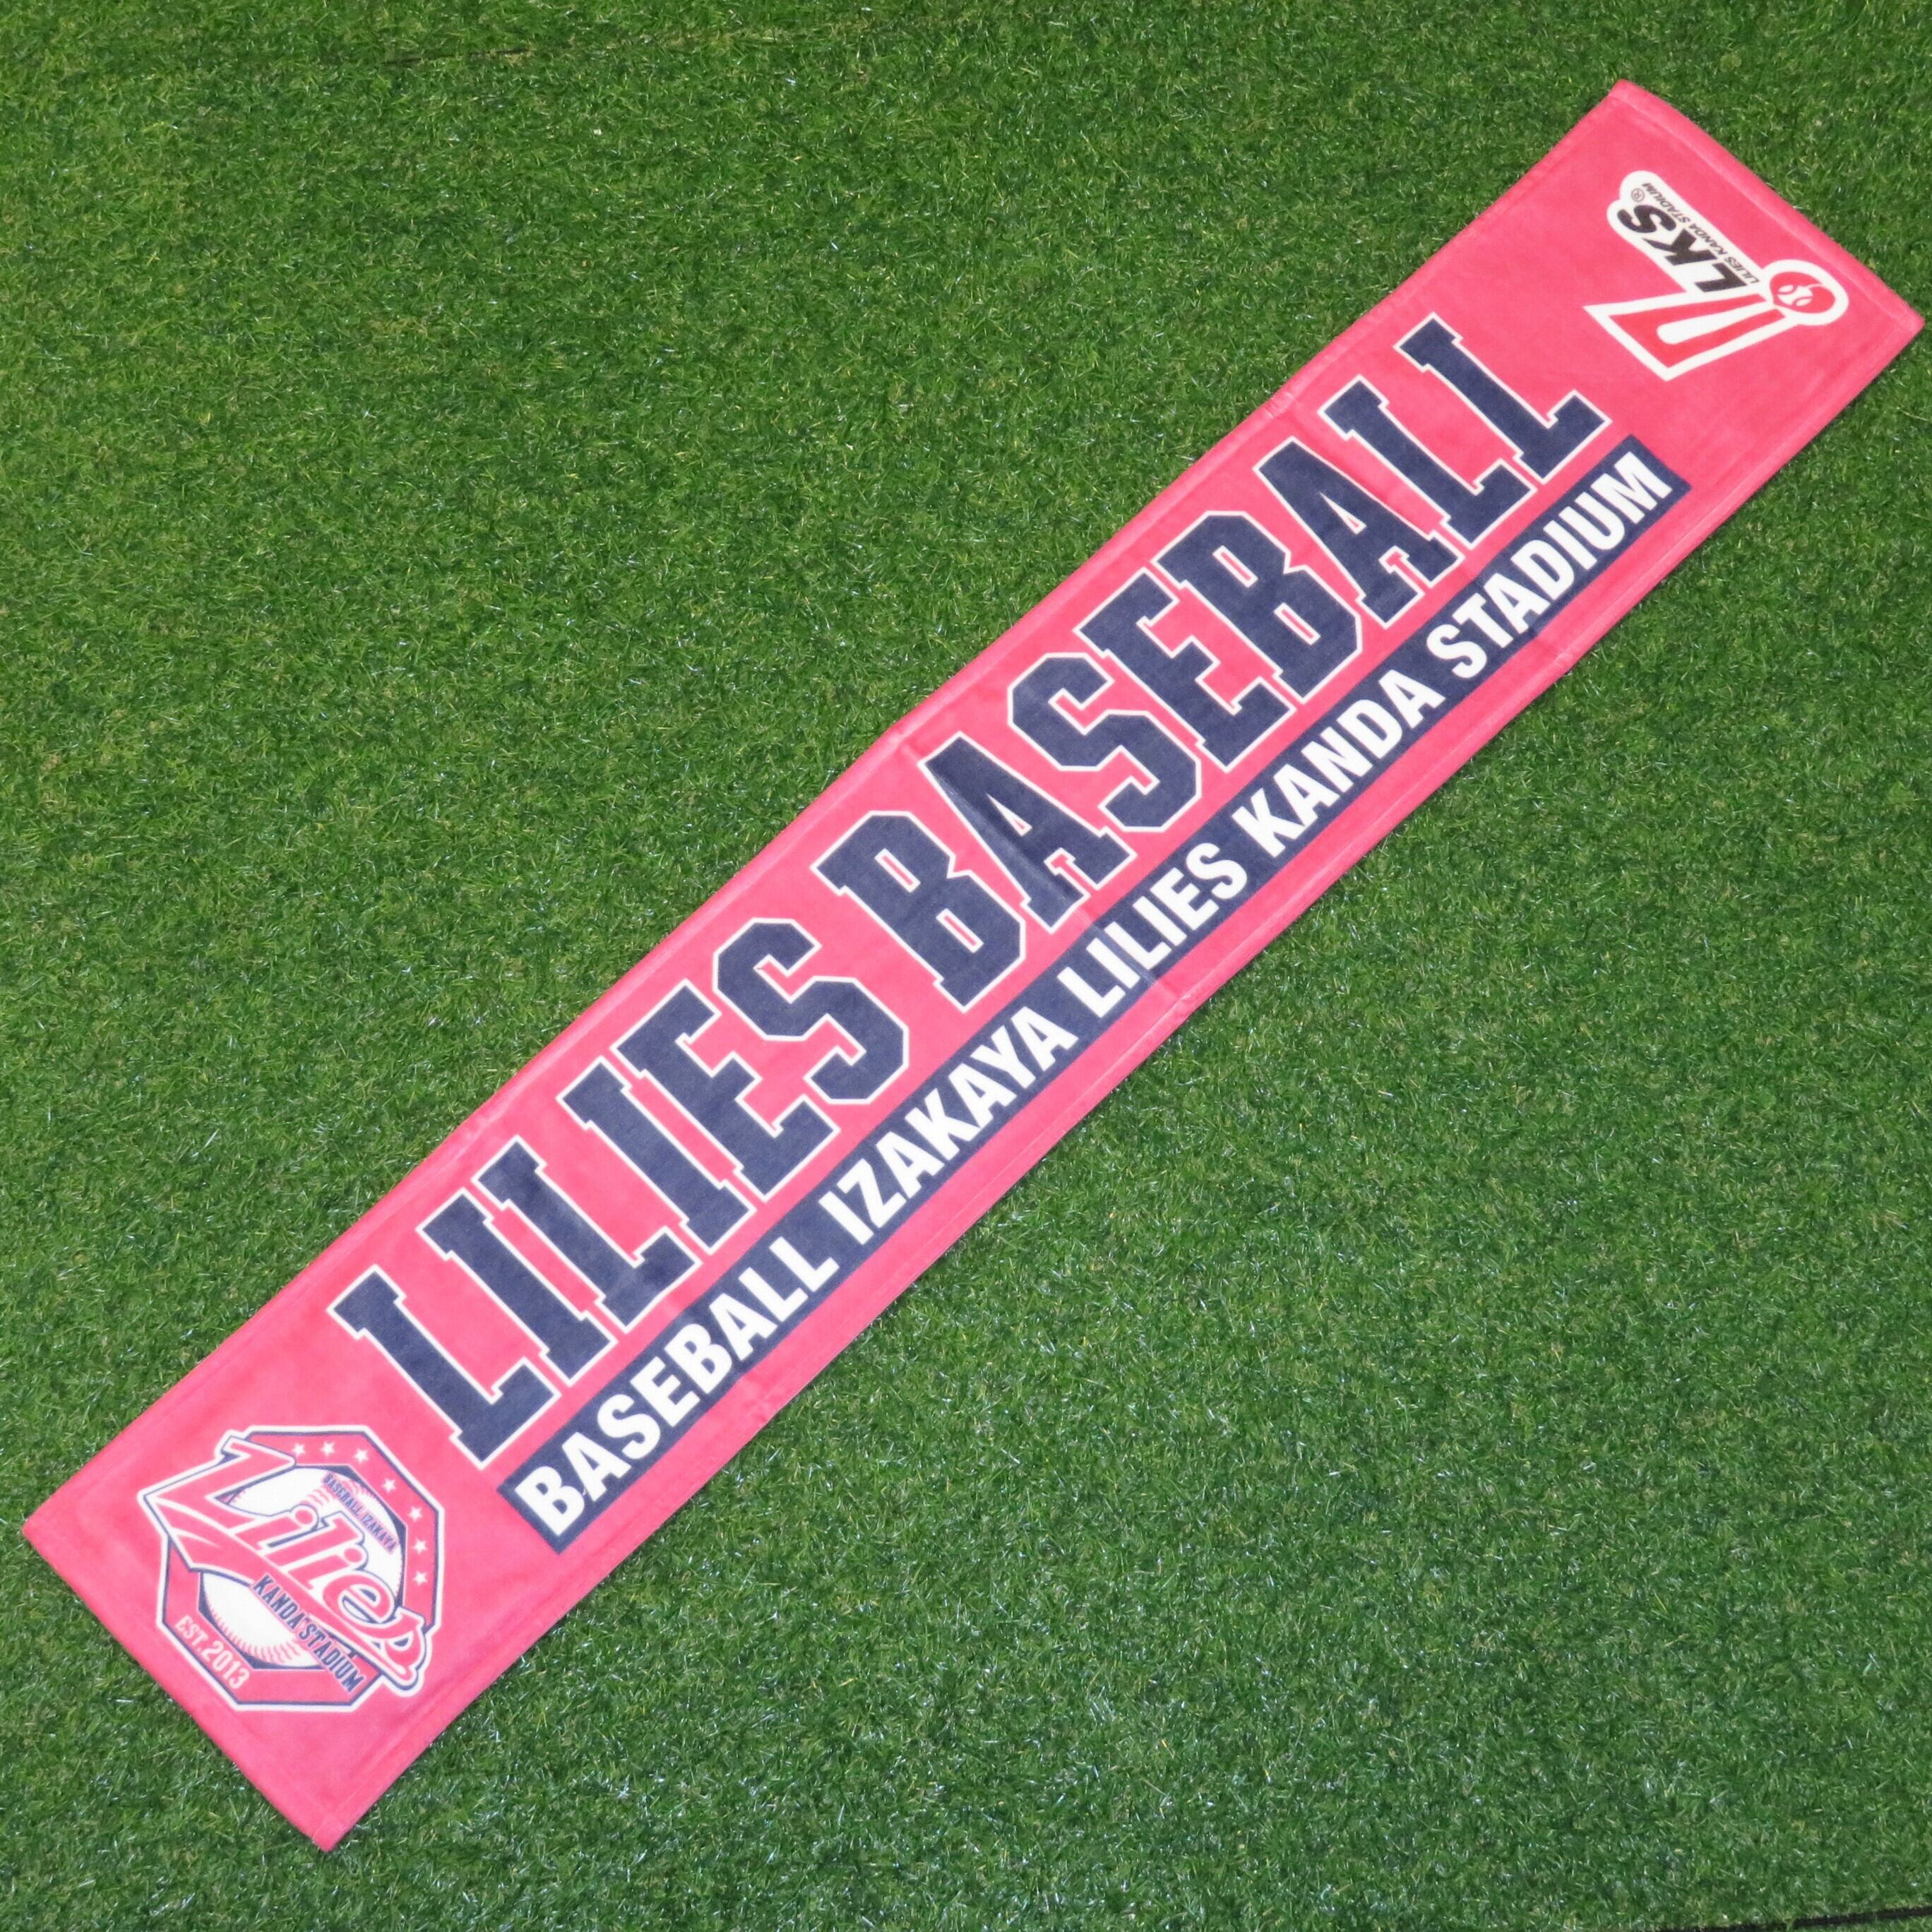 LILIES BASEBALL
BASEBALL IZAKAYA LILIES KANDA STADIUM
BASEBALL IZAKAYA
Lilies
KANDA STADIUM
EST.2013
LKS®
LILIES KANDA STADIUM